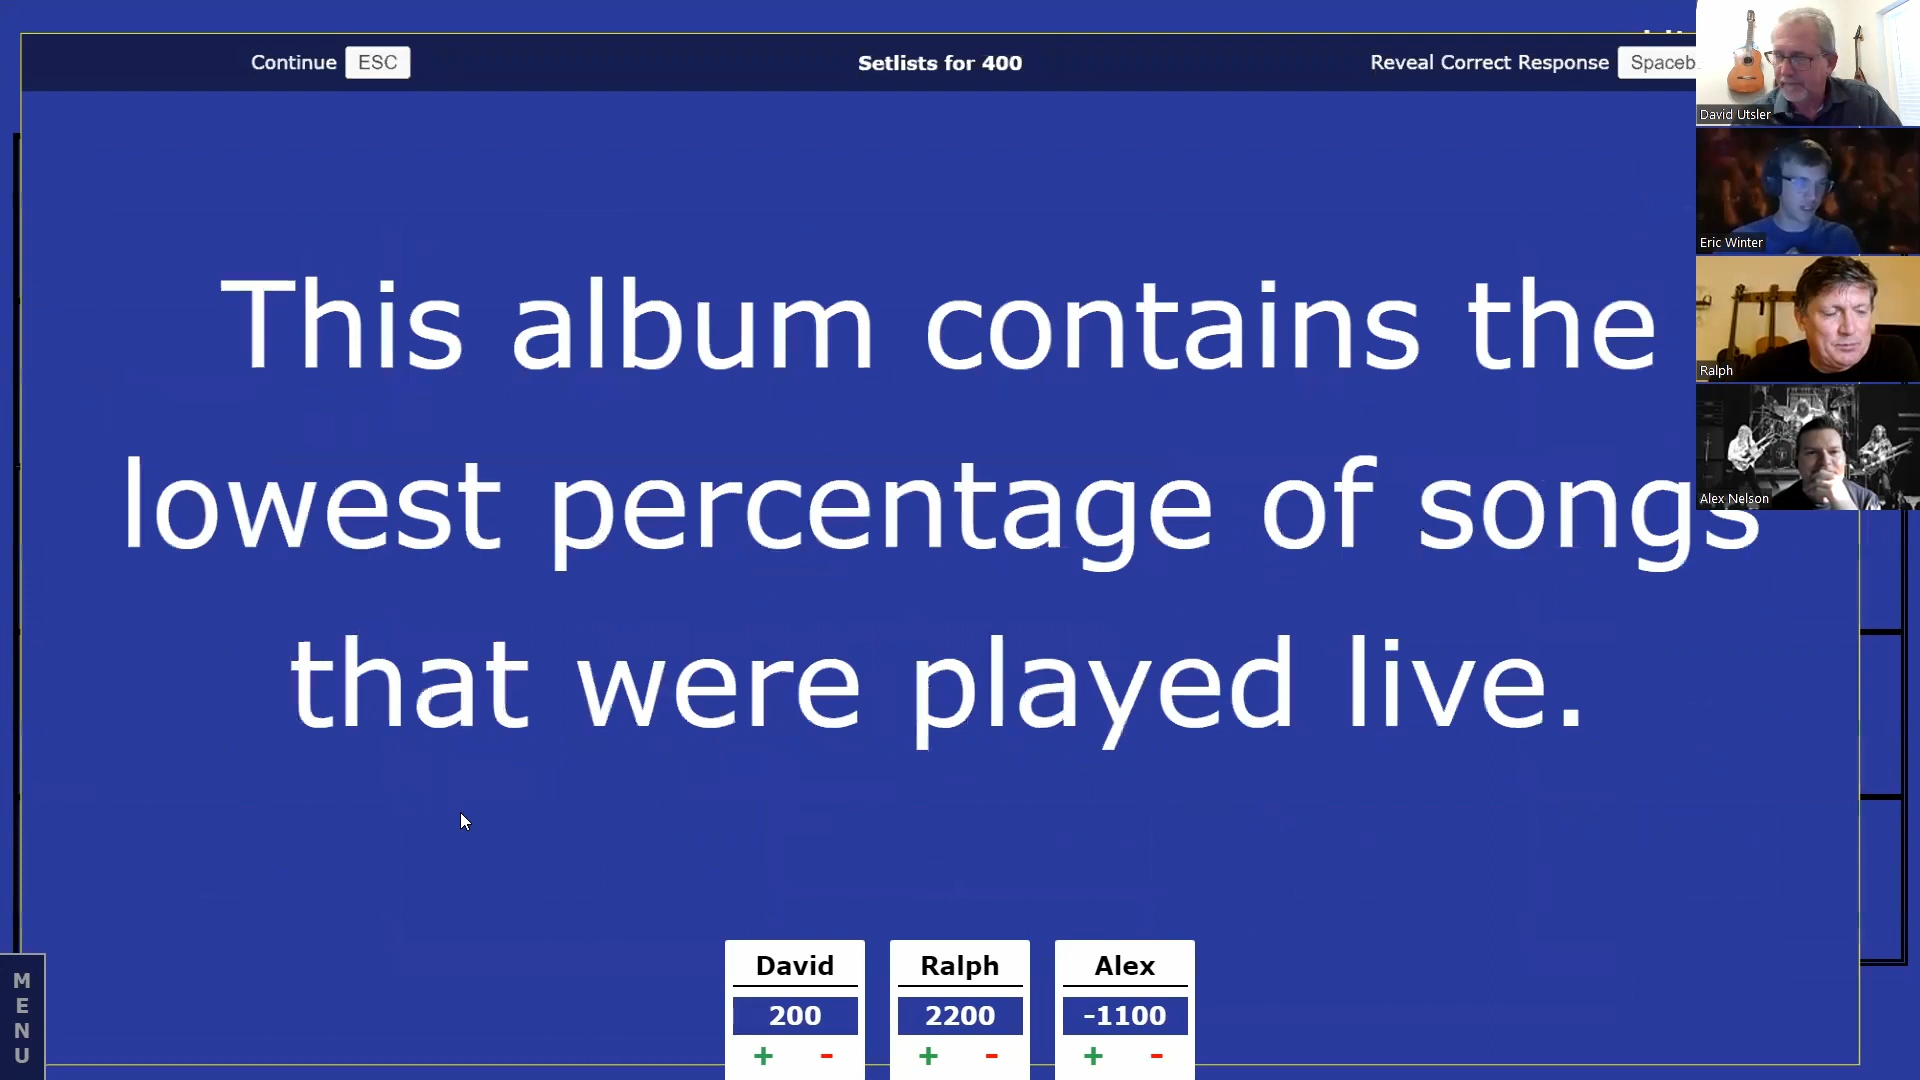 Continue ESC
Setlists for 400
Reveal Correct Response Spaceb
This album contains the
lowest percentage of songs
that were played live.
David Utsler
Eric Winter
Ralph
Alex Nelson
David
200
+ -
Ralph
2200
+ -
Alex
-1100
+ -
MENU